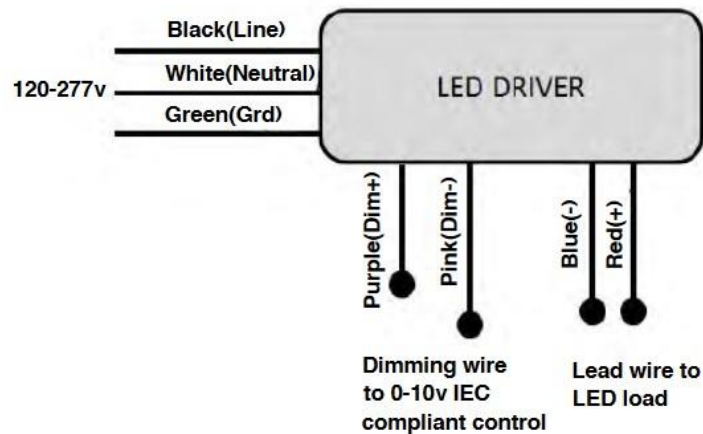 Black(Line)
120-277v
White(Neutral)
Green(Grd)
LED DRIVER
Purple(Dim+)
Pink(Dim-)
Blue(-)
Red(+)
Dimming wire
to 0-10v IEC
compliant control
Lead wire to
LED load